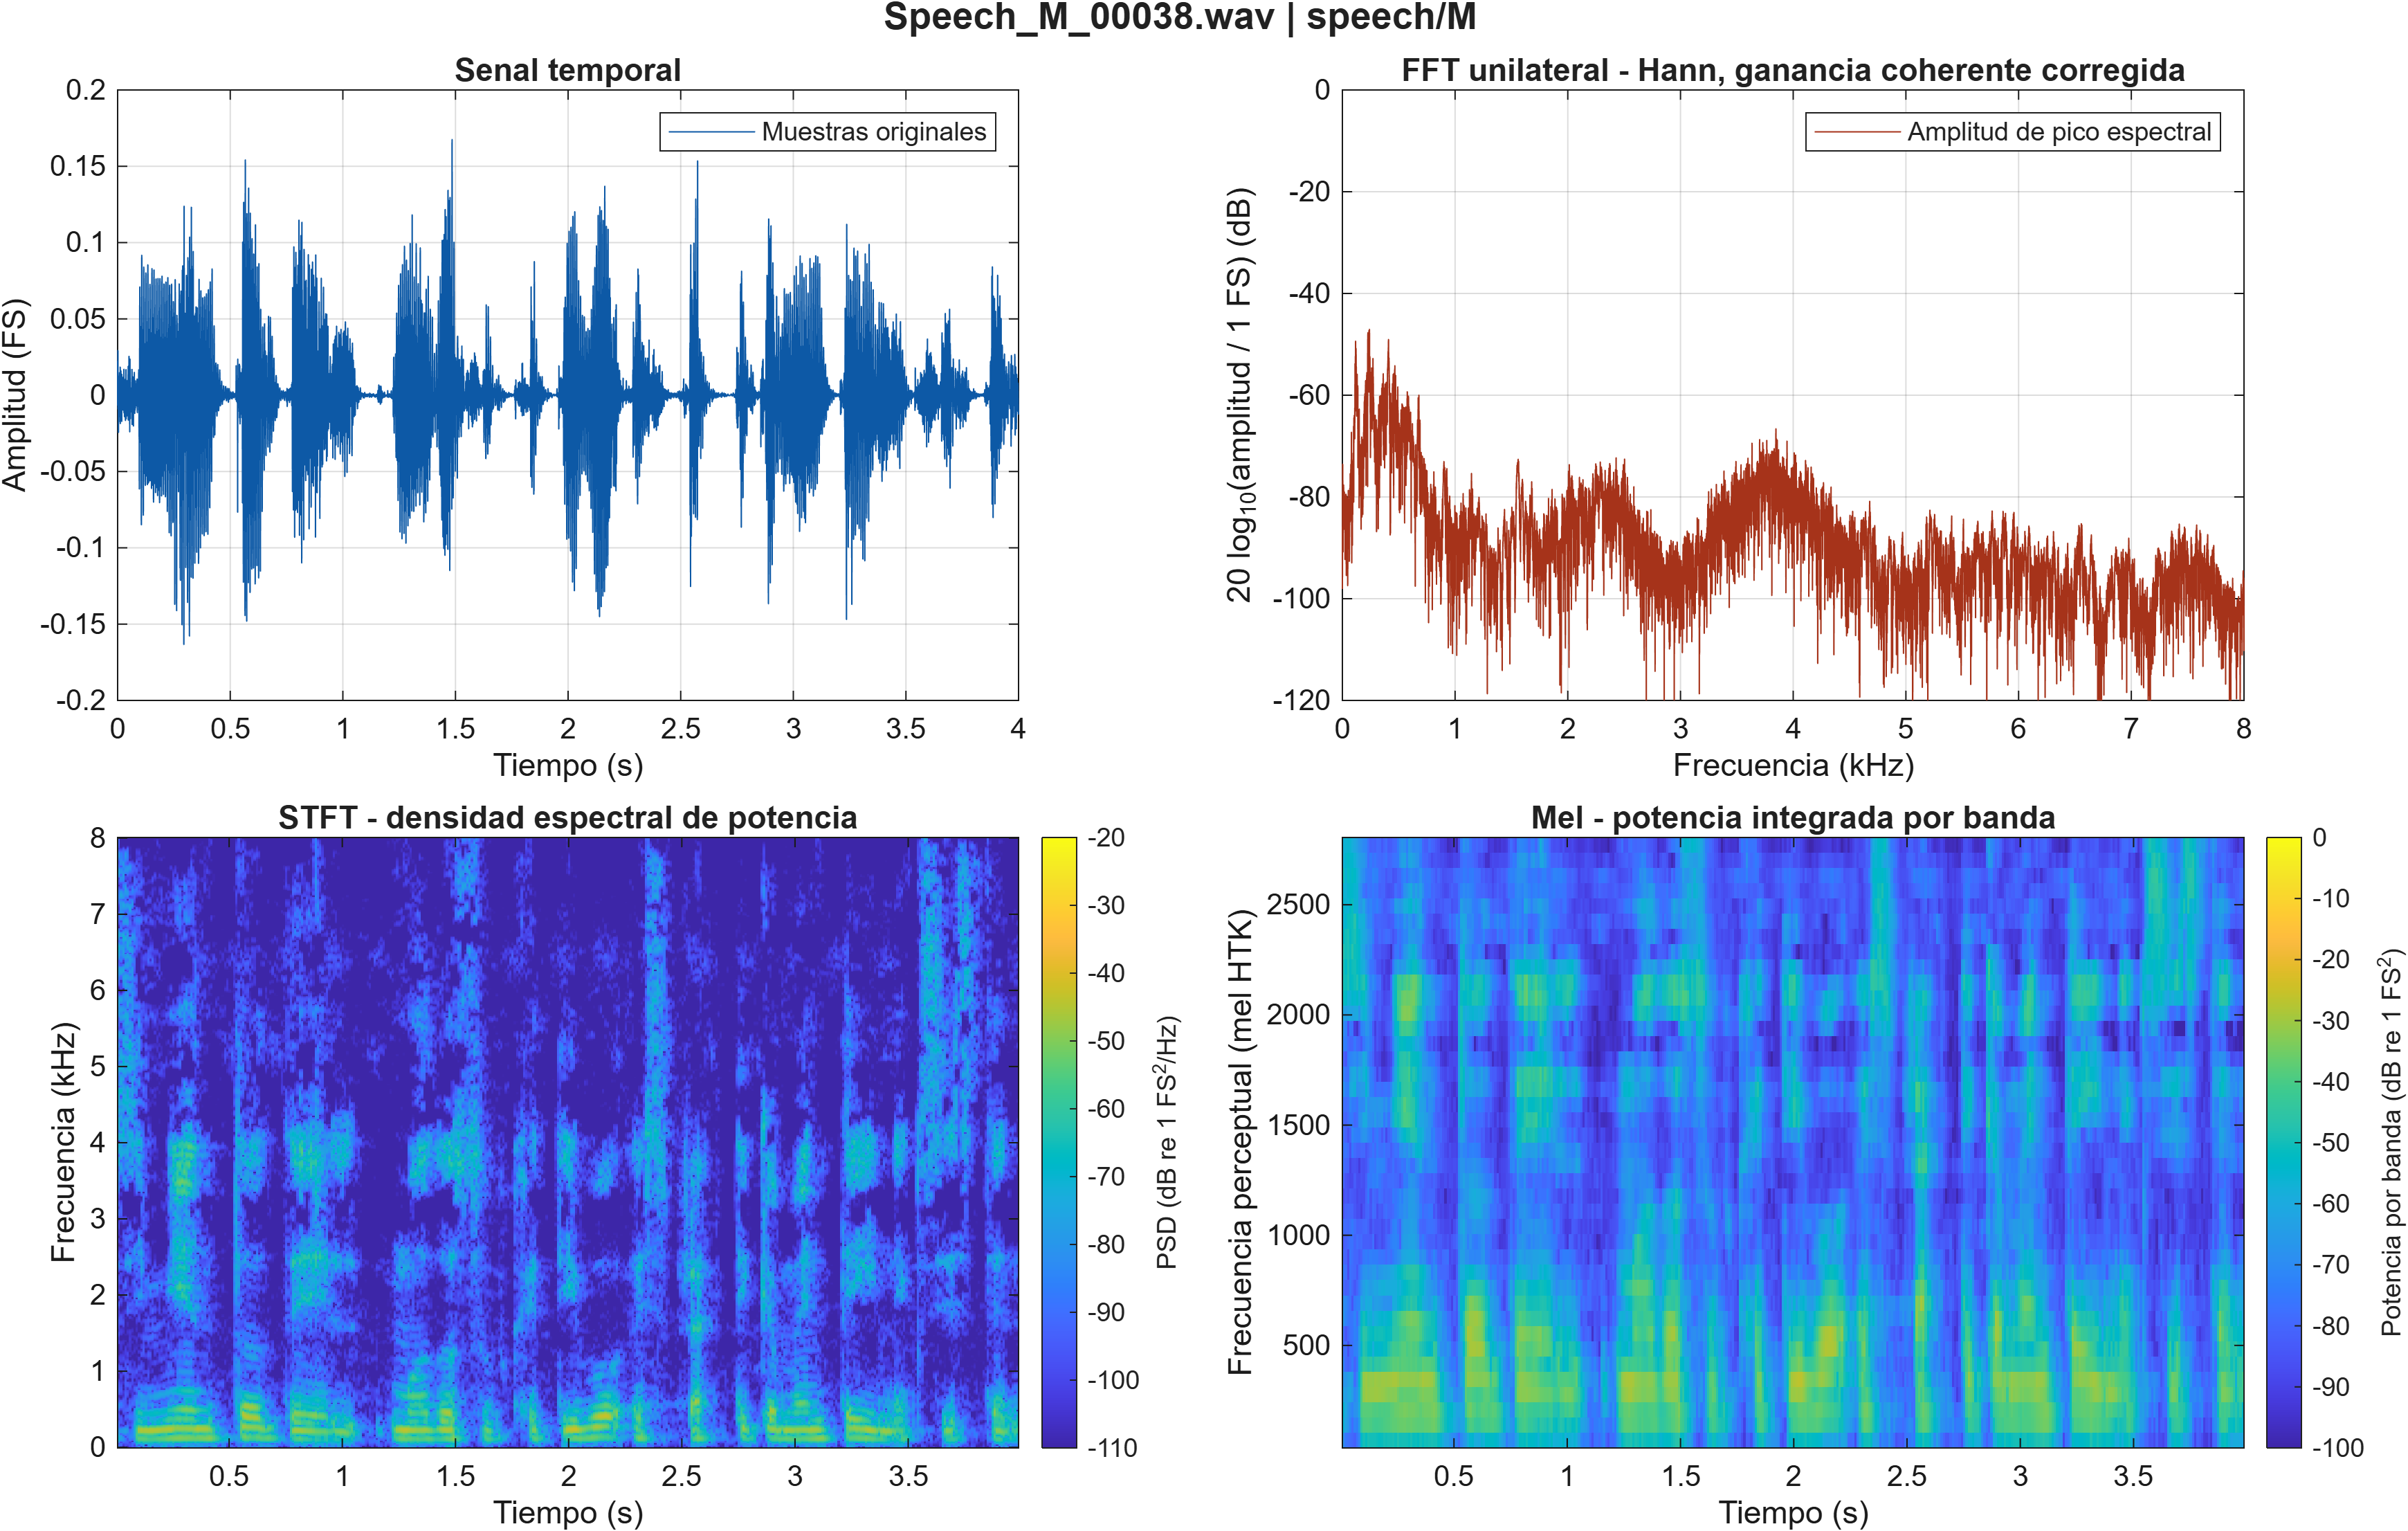 Speech_M_00038.wav | speech/M
Senal temporal
0.2
0.15
0.1
0.05
0
-0.05
-0.1
-0.15
-0.2
Amplitud (FS)
Muestras originales
0 0.5 1 1.5 2 2.5 3 3.5 4
Tiempo (s)
FFT unilateral - Hann, ganancia coherente corregida
0
-20
-40
-60
-80
-100
-120
20 log10(amplitud / 1 FS) (dB)
Amplitud de pico espectral
0 1 2 3 4 5 6 7 8
Frecuencia (kHz)
STFT - densidad espectral de potencia
8
7
6
5
4
3
2
1
0
Frecuencia (kHz)
0.5 1 1.5 2 2.5 3 3.5
Tiempo (s)
-20
-30
-40
-50
-60
-70
-80
-90
-100
-110
PSD (dB re 1 FS²/Hz)
Mel - potencia integrada por banda
2500
2000
1500
1000
500
Frecuencia perceptual (mel HTK)
0.5 1 1.5 2 2.5 3 3.5
Tiempo (s)
0
-10
-20
-30
-40
-50
-60
-70
-80
-90
-100
Potencia por banda (dB re 1 FS²)